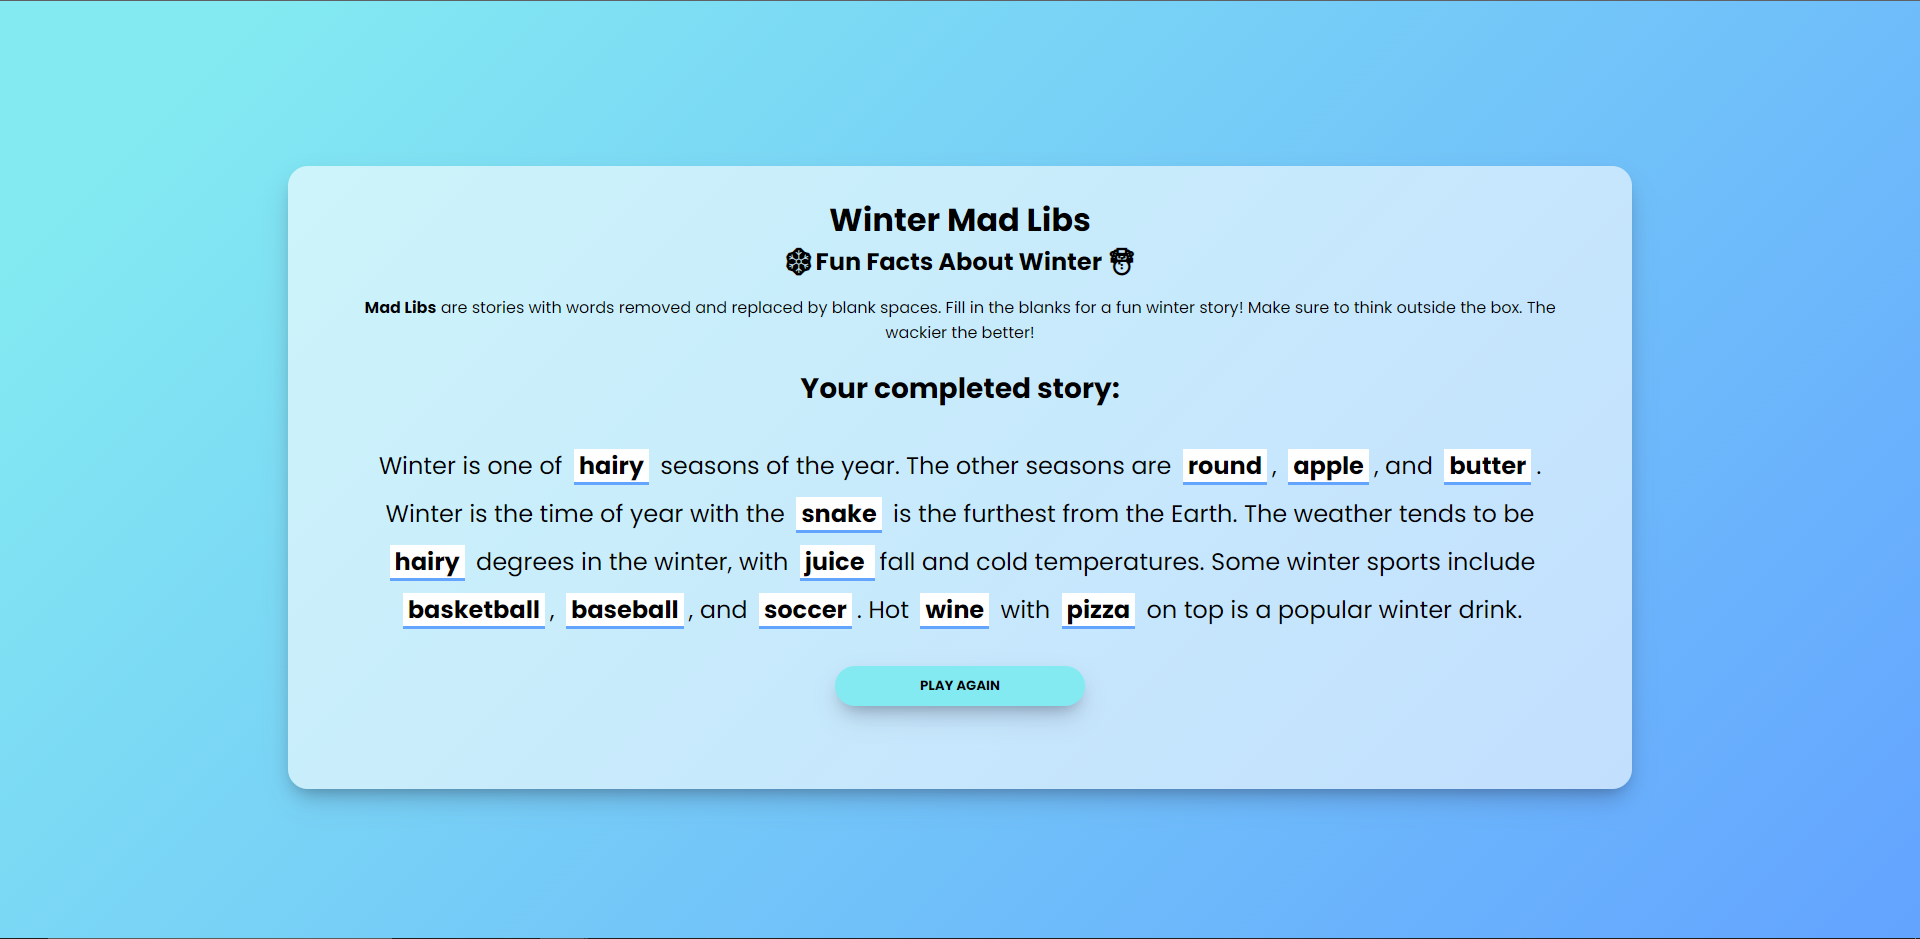 Winter Mad Libs
Fun Facts About Winter
Mad Libs are stories with words removed and replaced by blank spaces. Fill in the blanks for a fun winter story! Make sure to think outside the box. The
wackier the better!
Your completed story:
Winter is one of hairy seasons of the year. The other seasons are round , apple , and butter .
Winter is the time of year with the snake is the furthest from the Earth. The weather tends to be
hairy degrees in the winter, with juice fall and cold temperatures. Some winter sports include
basketball , baseball , and soccer . Hot wine with pizza on top is a popular winter drink.
PLAY AGAIN